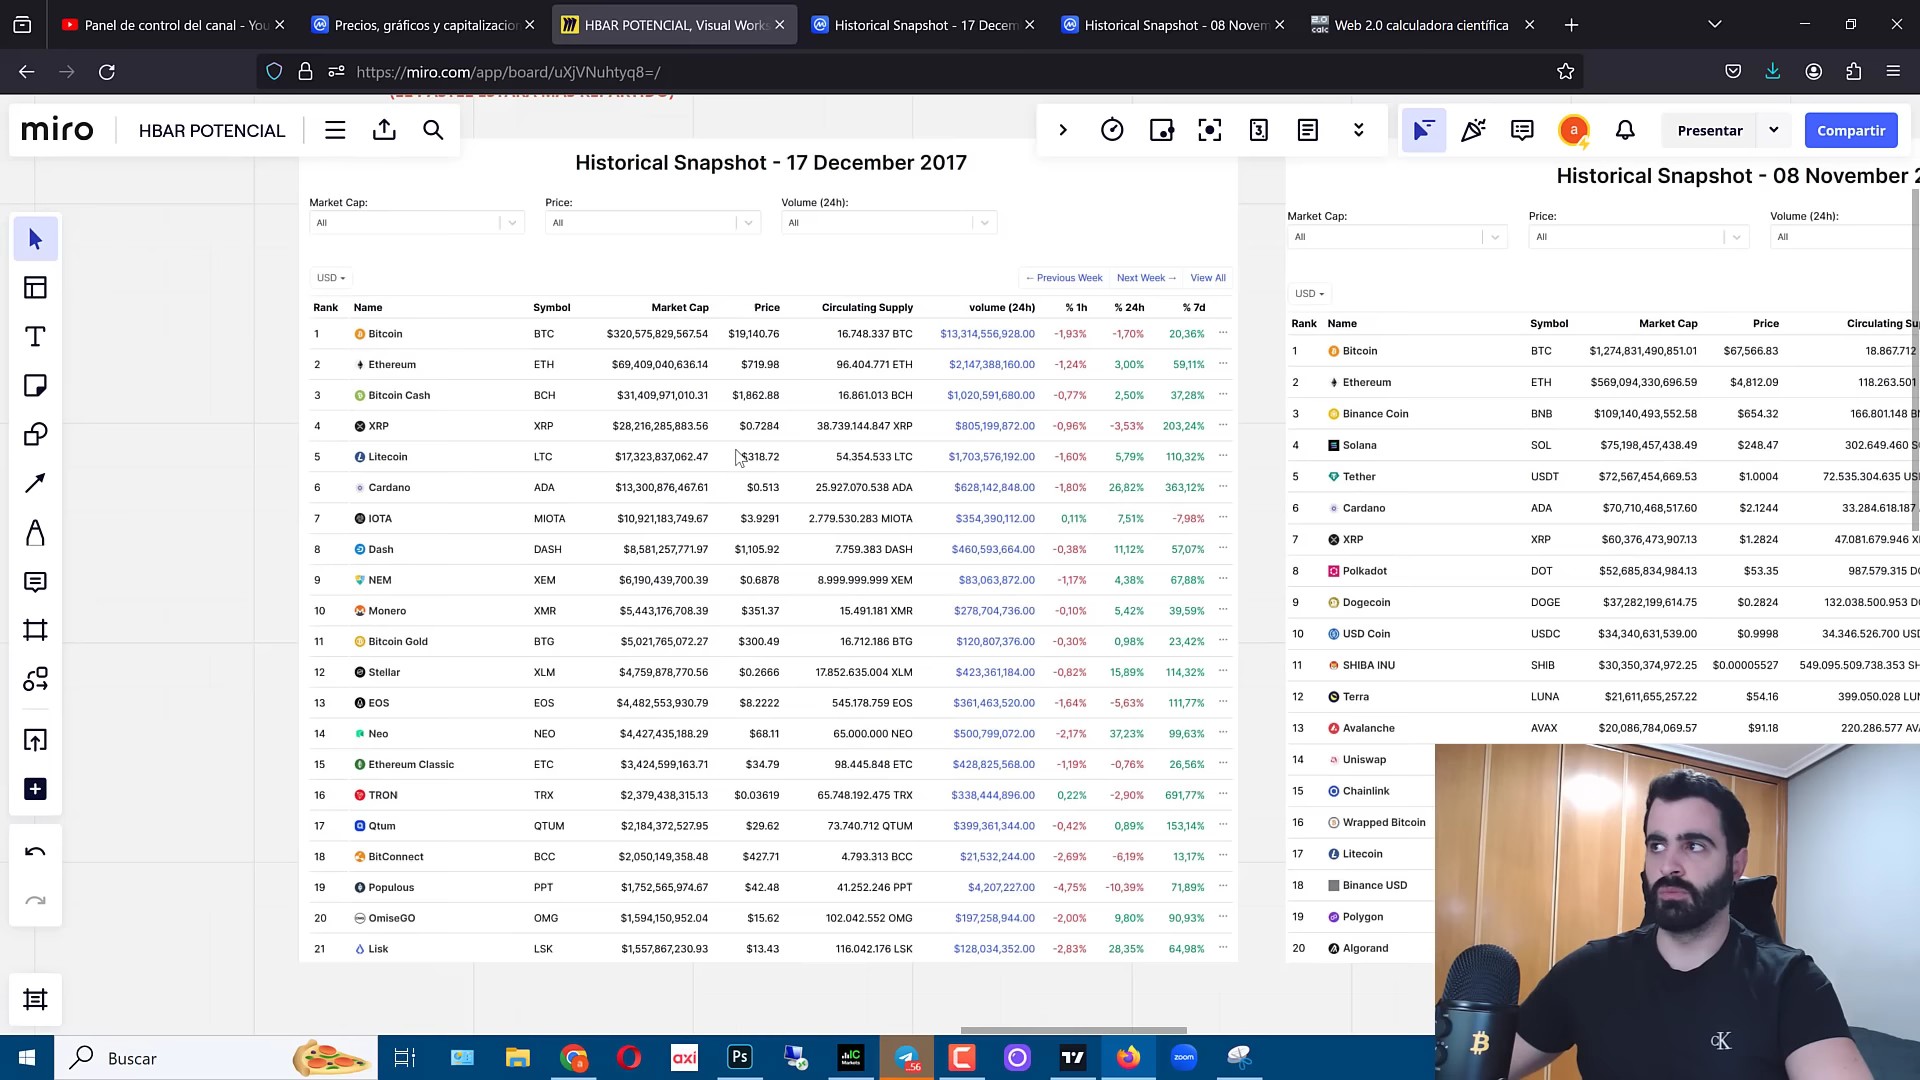 Panel de control del canal - You
Precios, gráficos y capitalizacion
HBAR POTENCIAL, Visual Works
Historical Snapshot - 17 Decem
Historical Snapshot - 08 Novem
Web 2.0 calculadora científica
https://miro.com/app/board/uXjVNuhtyq8=/
miro
HBAR POTENCIAL
Presentar
Compartir
Historical Snapshot - 17 December 2017
Market Cap: Price: Volume (24h):
All All All
USD
← Previous Week Next Week → View All
Rank Name Symbol Market Cap Price Circulating Supply volume (24h) % 1h % 24h % 7d
1 Bitcoin BTC $320,575,829,567.54 $19,140.76 16.748.337 BTC $13,314,556,928.00 -1,93% -1,70% 20,36%
2 Ethereum ETH $69,409,040,636.14 $719.98 96.404.771 ETH $2,147,388,160.00 -1,24% 3,00% 59,11%
3 Bitcoin Cash BCH $31,409,971,010.31 $1,862.88 16.861.013 BCH $1,020,591,680.00 -0,77% 2,50% 37,28%
4 XRP XRP $28,216,285,883.56 $0.7284 38.739.144.847 XRP $805,199,872.00 -0,96% -3,53% 203,24%
5 Litecoin LTC $17,323,837,062.47 $318.72 54.354.533 LTC $1,703,576,192.00 -1,60% 5,79% 110,32%
6 Cardano ADA $13,300,876,467.61 $0.513 25.927.070.538 ADA $628,142,848.00 -1,80% 26,82% 363,12%
7 IOTA MIOTA $10,921,183,749.67 $3.9291 2.779.530.283 MIOTA $354,390,112.00 0,11% 7,51% -7,98%
8 Dash DASH $8,581,257,771.97 $1,105.92 7.759.383 DASH $460,593,664.00 -0,38% 11,12% 57,07%
9 NEM XEM $6,190,439,700.39 $0.6878 8.999.999.999 XEM $83,063,872.00 -1,17% 4,38% 67,88%
10 Monero XMR $5,443,176,708.39 $351.37 15.491.181 XMR $278,704,736.00 -0,10% 5,42% 39,59%
11 Bitcoin Gold BTG $5,021,765,072.27 $300.49 16.712.186 BTG $120,807,376.00 -0,30% 0,98% 23,42%
12 Stellar XLM $4,759,878,770.56 $0.2666 17.852.635.004 XLM $423,361,184.00 -0,82% 15,89% 114,32%
13 EOS EOS $4,482,553,930.79 $8.2222 545.178.759 EOS $361,463,520.00 -1,64% -5,63% 111,77%
14 Neo NEO $4,427,435,188.29 $68.11 65.000.000 NEO $500,799,072.00 -2,17% 37,23% 99,63%
15 Ethereum Classic ETC $3,424,599,163.71 $34.79 98.445.848 ETC $428,825,568.00 -1,19% -0,76% 26,56%
16 TRON TRX $2,379,438,315.13 $0.03619 65.748.192.475 TRX $338,444,896.00 0,22% -2,90% 691,77%
17 Qtum QTUM $2,184,372,527.95 $29.62 73.740.712 QTUM $399,361,344.00 -0,42% 0,89% 153,14%
18 BitConnect BCC $2,050,149,358.48 $427.71 4.793.313 BCC $21,532,244.00 -2,69% -6,19% 13,17%
19 Populous PPT $1,752,565,974.67 $42.48 41.252.246 PPT $4,207,227.00 -4,75% -10,39% 71,89%
20 OmiseGO OMG $1,594,150,952.04 $15.62 102.042.552 OMG $197,258,944.00 -2,00% 9,80% 90,93%
21 Lisk LSK $1,557,867,230.93 $13.43 116.042.176 LSK $128,034,352.00 -2,83% 28,35% 64,98%
Historical Snapshot - 08 November 2
Market Cap: Price: Volume (24h):
All All All
USD
Rank Name Symbol Market Cap Price Circulating
1 Bitcoin BTC $1,274,831,490,851.01 $67,566.83 18.867.712
2 Ethereum ETH $569,094,330,696.59 $4,812.09 118.263.501
3 Binance Coin BNB $109,140,493,552.58 $654.32 166.801.148 BN
4 Solana SOL $75,198,457,438.49 $248.47 302.649.460 S
5 Tether USDT $72,567,454,669.53 $1.0004 72.535.304.635 US
6 Cardano ADA $70,710,468,517.60 $2.1244 33.284.618.187
7 XRP XRP $60,376,473,907.13 $1.2824 47.081.679.946 X
8 Polkadot DOT $52,685,834,984.13 $53.35 987.579.315 D
9 Dogecoin DOGE $37,282,199,614.75 $0.2824 132.038.500.953 D
10 USD Coin USDC $34,340,631,539.00 $0.9998 34.346.526.700 US
11 SHIBA INU SHIB $30,350,374,972.25 $0.00005527 549.095.509.738.353 S
12 Terra LUNA $21,611,655,257.22 $54.16 399.050.028 LUN
13 Avalanche AVAX $20,086,784,069.57 $91.18 220.286.577 AV
14 Uniswap
15 Chainlink
16 Wrapped Bitcoin
17 Litecoin
18 Binance USD
19 Polygon
20 Algorand
CK
Buscar
axi
Ps
IC
Markets
56
zoom